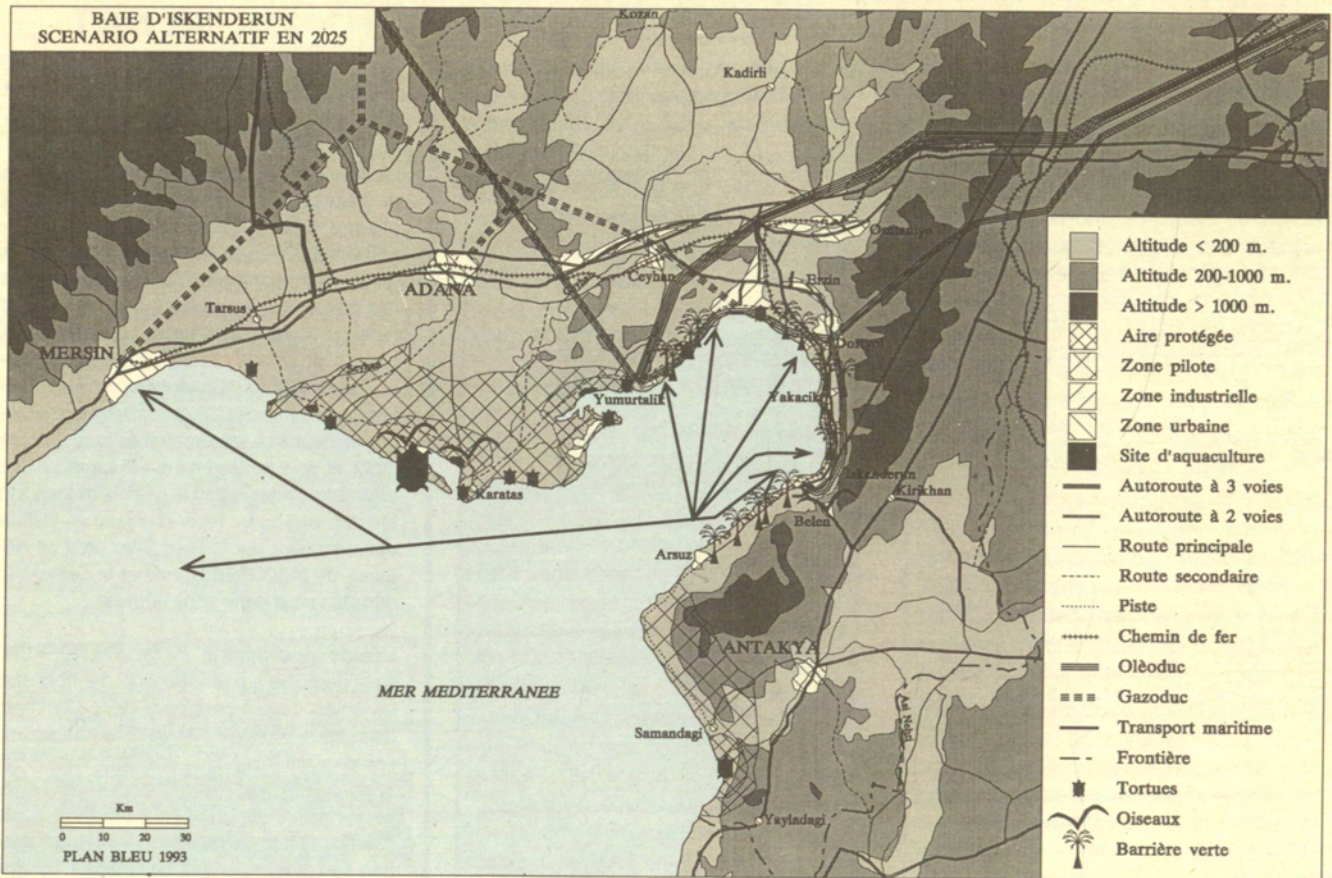 BAIE D'ISKENDERUN
SCENARIO ALTERNATIF EN 2025
Kozan
Kadirli
Osmaniye
Ceyhan
ADANA
Erzin
Tarsus
MERSIN
Dortyol
Yumurtalik
Yakacik
Karatas
Iskenderun
Kirikhan
Belen
Arsuz
ANTAKYA
MER MEDITERRANEE
Asi Nehri
Samandagi
Yayladagi
Km
0 10 20 30
PLAN BLEU 1993
Altitude < 200 m.
Altitude 200-1000 m.
Altitude > 1000 m.
Aire protégée
Zone pilote
Zone industrielle
Zone urbaine
Site d'aquaculture
Autoroute à 3 voies
Autoroute à 2 voies
Route principale
Route secondaire
Piste
Chemin de fer
Olèoduc
Gazoduc
Transport maritime
Frontière
Tortues
Oiseaux
Barrière verte